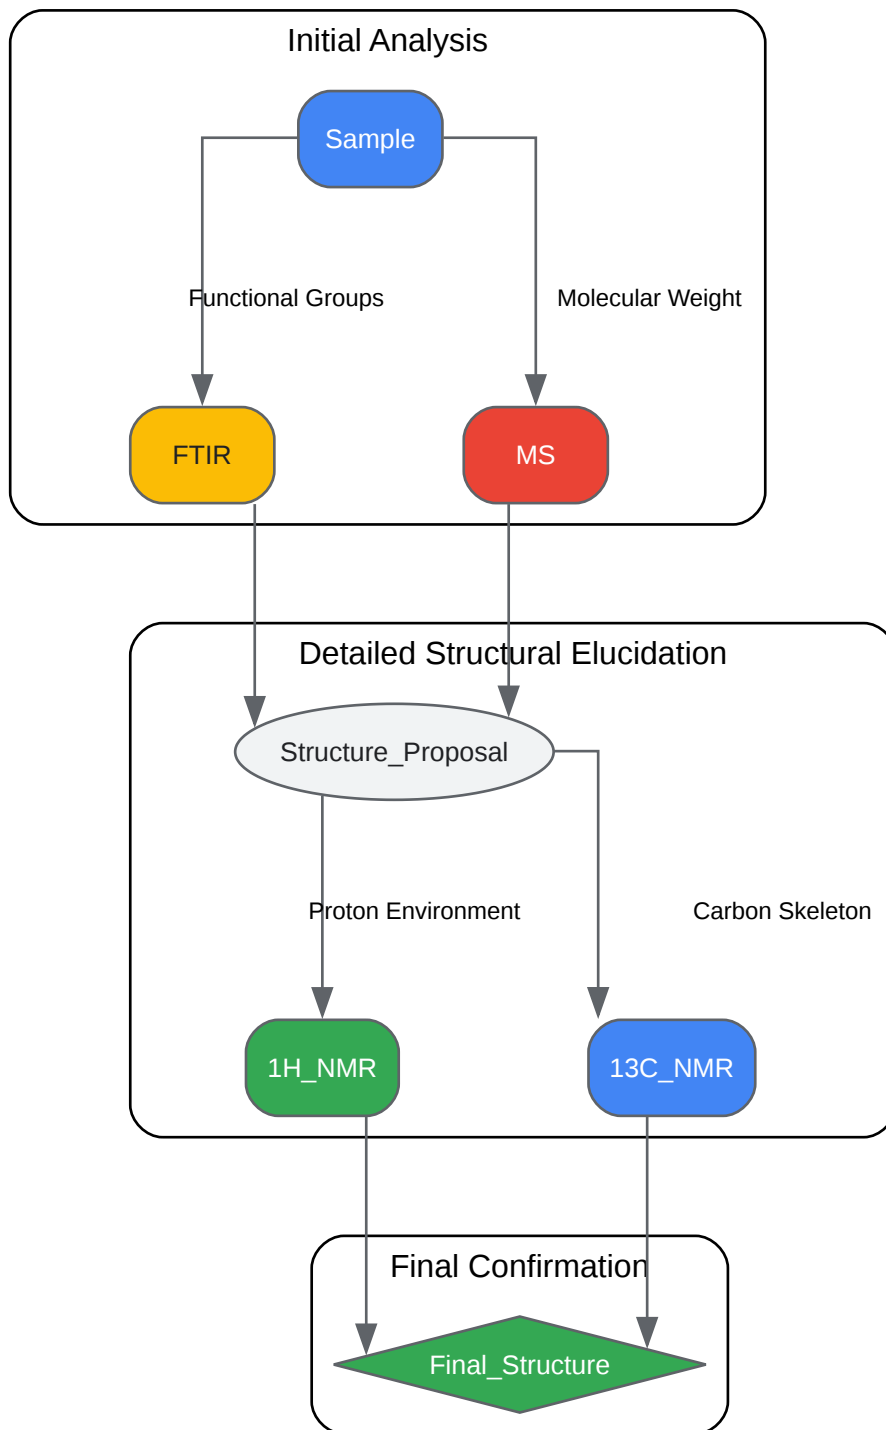 Initial Analysis
Sample
Functional Groups
Molecular Weight
FTIR
MS
Detailed Structural Elucidation
Structure_Proposal
Proton Environment
Carbon Skeleton
1H_NMR
13C_NMR
Final Confirmation
Final_Structure